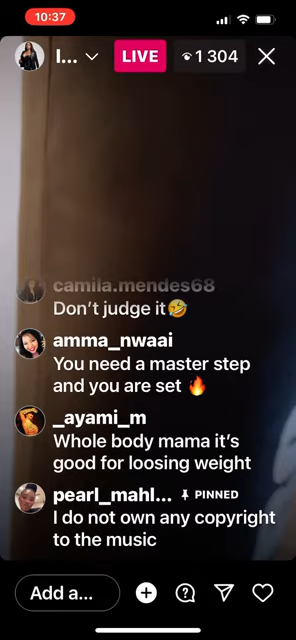 10:37
l...
LIVE
1 304
camila.mendes68
Don't judge it🤣
amma_nwaai
You need a master step
and you are set 🔥
_ayami_m
Whole body mama it's
good for loosing weight
pearl_mahl... PINNED
I do not own any copyright
to the music
Add a...